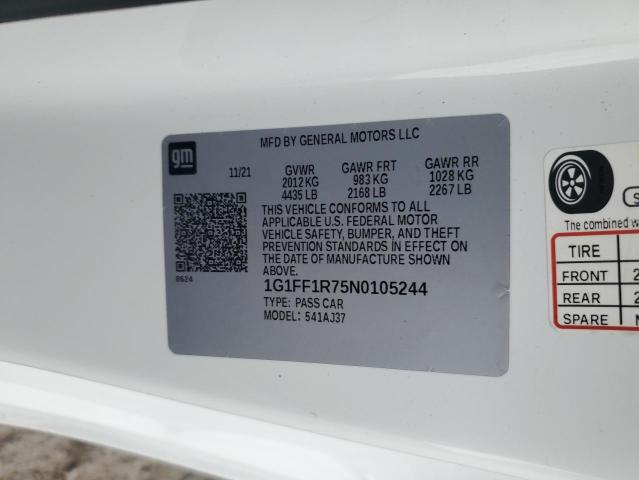 gm
MFD BY GENERAL MOTORS LLC
11/21
GVWR
2012 KG
4435 LB
GAWR FRT
983 KG
2168 LB
GAWR RR
1028 KG
2267 LB
THIS VEHICLE CONFORMS TO ALL
APPLICABLE U.S. FEDERAL MOTOR
VEHICLE SAFETY, BUMPER, AND THEFT
PREVENTION STANDARDS IN EFFECT ON
THE DATE OF MANUFACTURE SHOWN
ABOVE.
8624
1G1FF1R75N0105244
TYPE: PASS CAR
MODEL: 541AJ37
The combined
TIRE
FRONT 2
REAR 2
SPARE